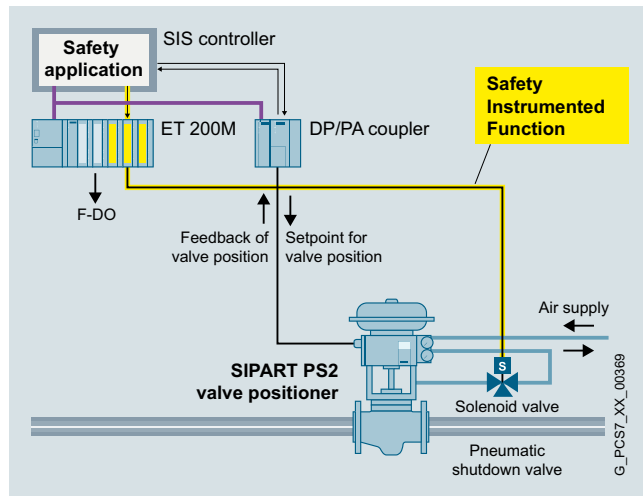 SIS controller
Safety
application
Safety
Instrumented
Function
ET 200M
DP/PA coupler
F-DO
Feedback of
valve position
Setpoint for
valve position
Air supply
SIPART PS2
valve positioner
S
Solenoid valve
Pneumatic
shutdown valve
G_PCS7_XX_00369